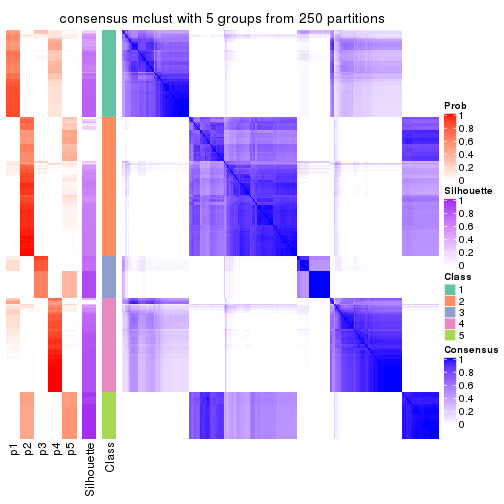 consensus mclust with 5 groups from 250 partitions
Prob
1
0.8
0.6
0.4
0.2
0
Silhouette
1
0.8
0.6
0.4
0.2
0
Class
1
2
3
4
5
Consensus
1
0.8
0.6
0.4
0.2
0
p1
p2
p3
p4
p5
Silhouette
Class